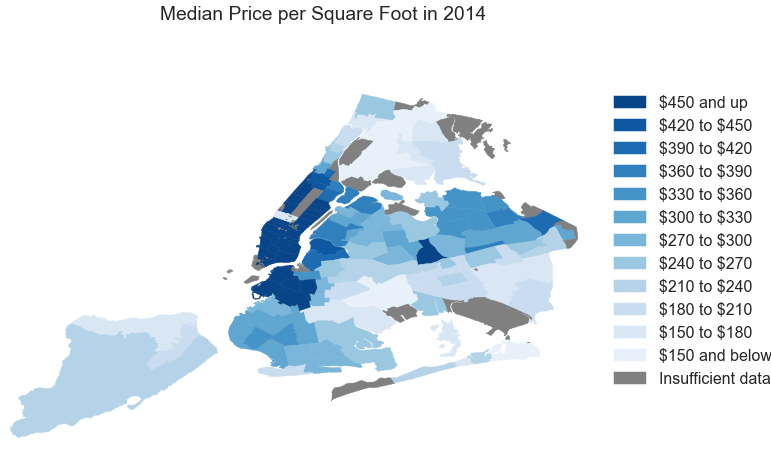 Median Price per Square Foot in 2014
$450 and up
$420 to $450
$390 to $420
$360 to $390
$330 to $360
$300 to $330
$270 to $300
$240 to $270
$210 to $240
$180 to $210
$150 to $180
$150 and below
Insufficient data